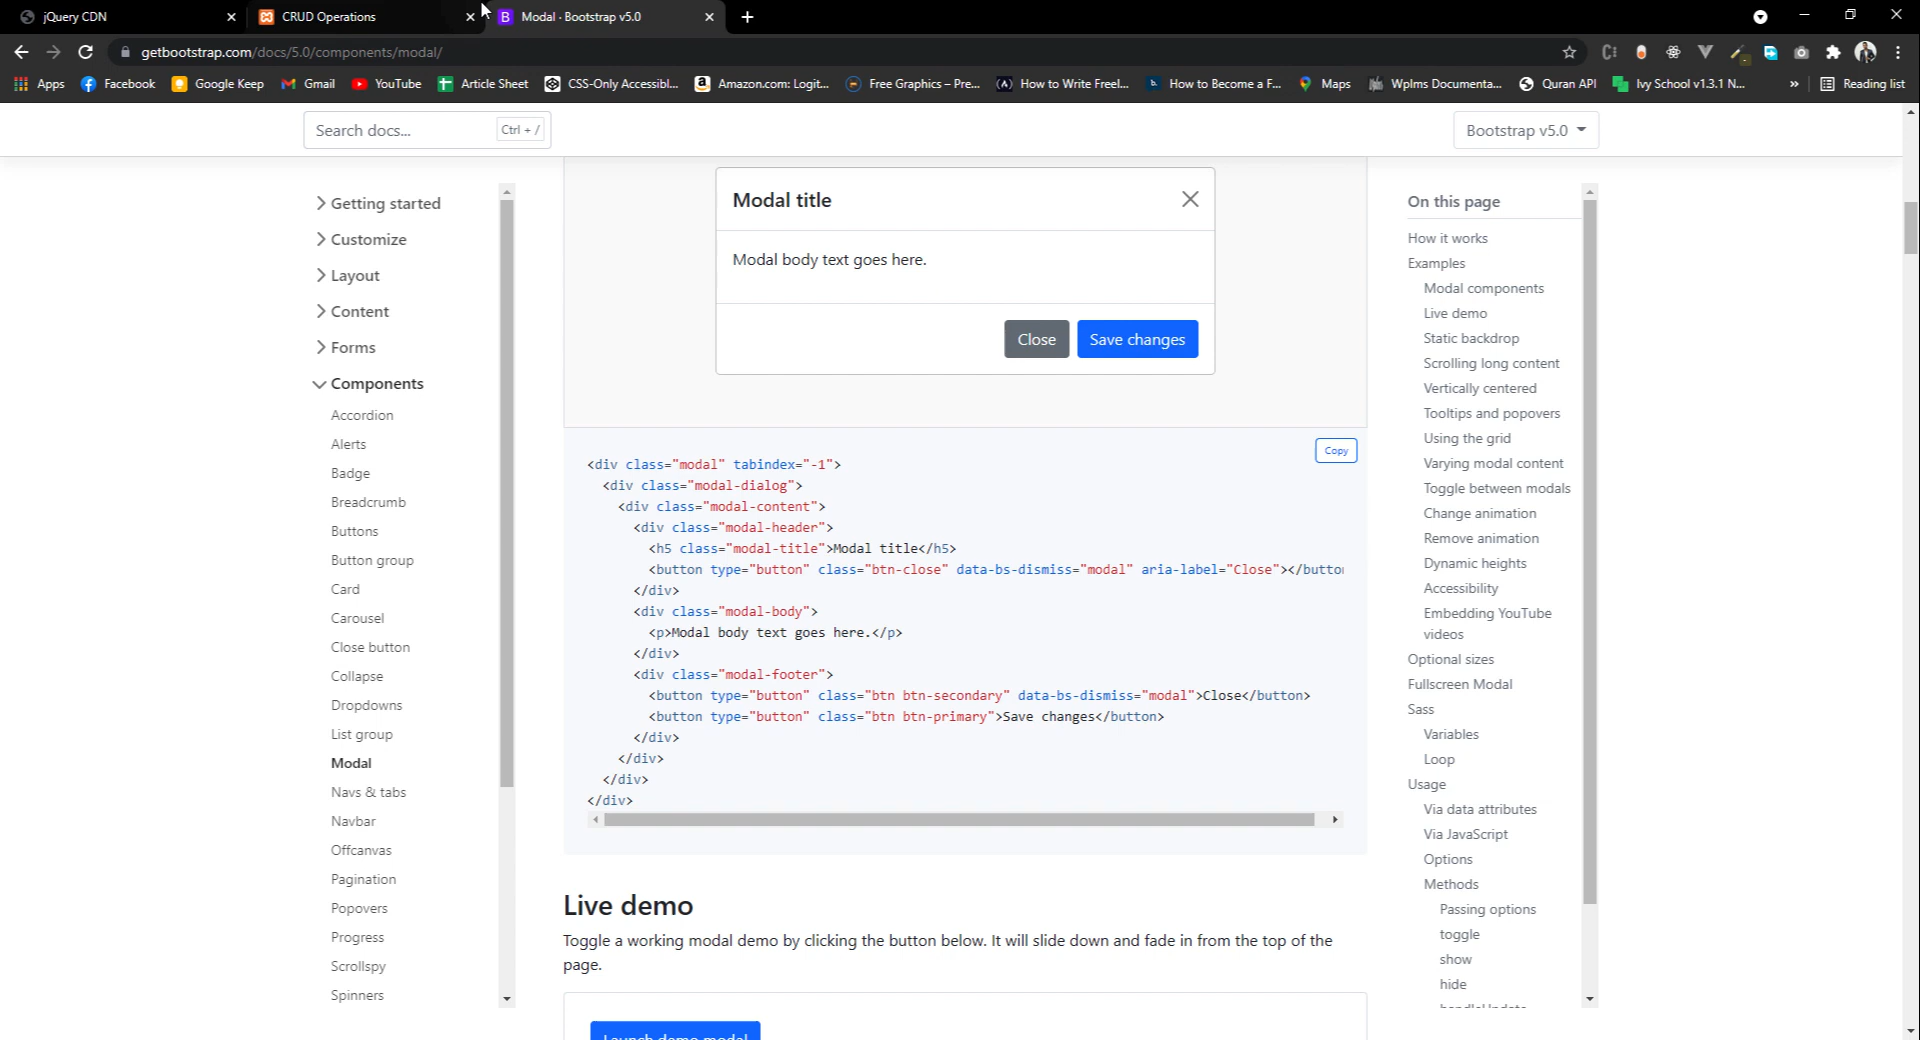 jQuery CDN
CRUD Operations
Modal · Bootstrap v5.0
getbootstrap.com/docs/5.0/components/modal/
Apps
Facebook
Google Keep
Gmail
YouTube
Article Sheet
CSS-Only Accessibl...
Amazon.com: Logit...
Free Graphics – Pre...
How to Write Freel...
How to Become a F...
Maps
Wplms Documenta...
Quran API
Ivy School v1.3.1 N...
»
Reading list
Search docs...
Ctrl + /
Bootstrap v5.0
Getting started
Customize
Layout
Content
Forms
Components
Accordion
Alerts
Badge
Breadcrumb
Buttons
Button group
Card
Carousel
Close button
Collapse
Dropdowns
List group
Modal
Navs & tabs
Navbar
Offcanvas
Pagination
Popovers
Progress
Scrollspy
Spinners
Modal title
Modal body text goes here.
Close
Save changes
Copy
<div class="modal" tabindex="-1">
<div class="modal-dialog">
<div class="modal-content">
<div class="modal-header">
<h5 class="modal-title">Modal title</h5>
<button type="button" class="btn-close" data-bs-dismiss="modal" aria-label="Close"></butto
</div>
<div class="modal-body">
<p>Modal body text goes here.</p>
</div>
<div class="modal-footer">
<button type="button" class="btn btn-secondary" data-bs-dismiss="modal">Close</button>
<button type="button" class="btn btn-primary">Save changes</button>
</div>
</div>
</div>
</div>
Live demo
Toggle a working modal demo by clicking the button below. It will slide down and fade in from the top of the
page.
Launch demo modal
On this page
How it works
Examples
Modal components
Live demo
Static backdrop
Scrolling long content
Vertically centered
Tooltips and popovers
Using the grid
Varying modal content
Toggle between modals
Change animation
Remove animation
Dynamic heights
Accessibility
Embedding YouTube
videos
Optional sizes
Fullscreen Modal
Sass
Variables
Loop
Usage
Via data attributes
Via JavaScript
Options
Methods
Passing options
toggle
show
hide